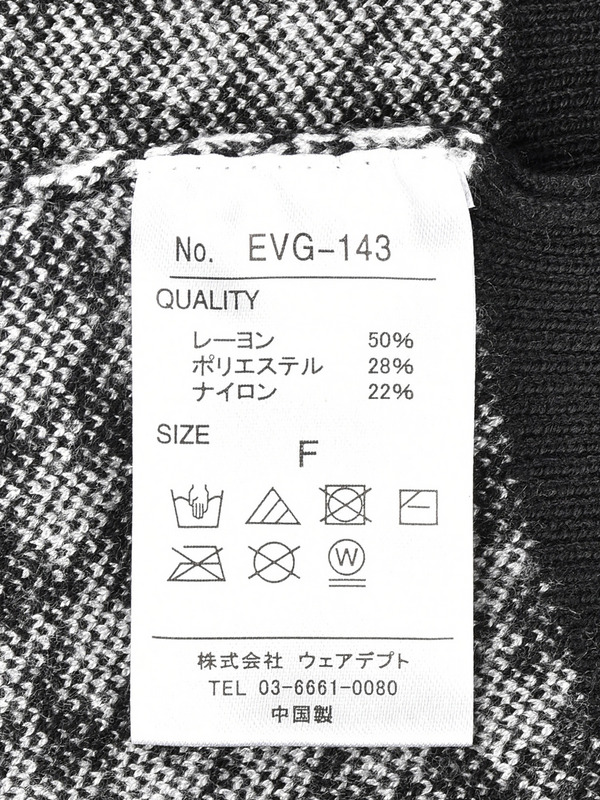 No. EVG-143
QUALITY
レーヨン 50%
ポリエステル 28%
ナイロン 22%
SIZE
F
W
株式会社 ウェアデプト
TEL 03-6661-0080
中国製